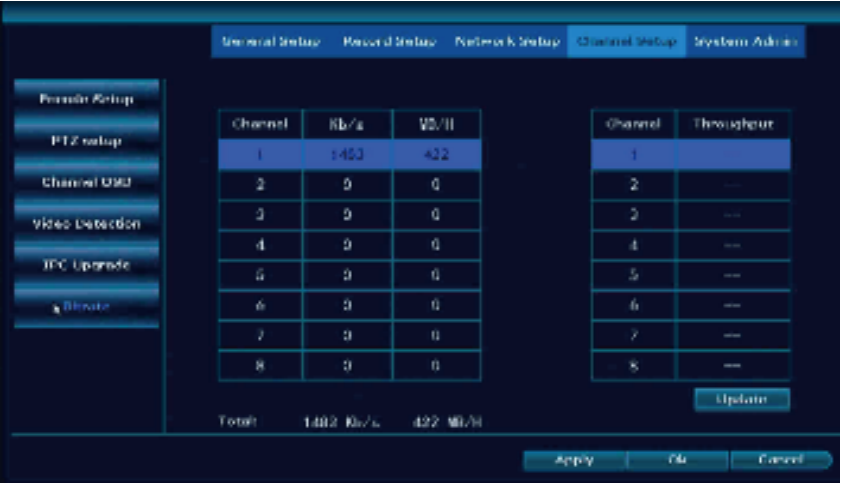 General Setup Record Setup Network Setup Channel Setup System Admin
Remote Setup
PTZ setup
Channel OSD
Video Detection
IPC Upgrade
Bitrate
Channel Kb/s MB/H
1 422
2 0 0
3 0 0
4 0 0
5 0 0
6 0 0
7 0 0
8 0 0
Total: Kb/s 422 MB/H
Channel Throughput
1
2 ---
3 ---
4 ---
5 ---
6 ---
7 ---
8 ---
Update
Apply Ok Cancel